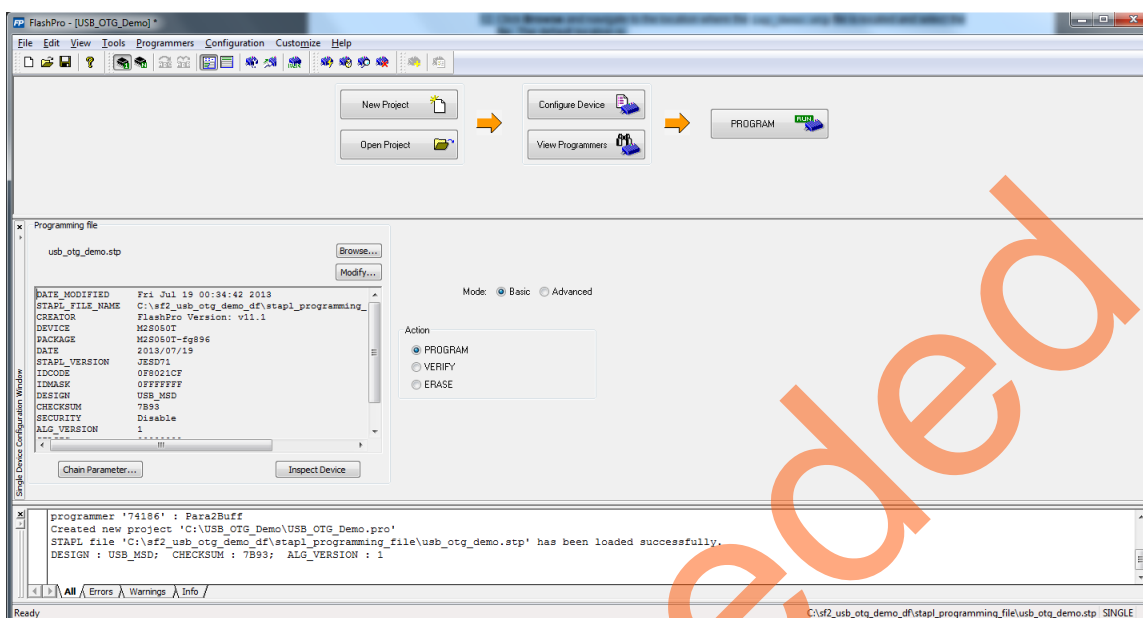 FlashPro - [USB_OTG_Demo] *
File Edit View Tools Programmers Configuration Customize Help
New Project
Configure Device
PROGRAM
RUN
Open Project
View Programmers
Programming file
usb_otg_demo.stp
Browse...
Modify...
DATE_MODIFIED Fri Jul 19 00:34:42 2013
STAPL_FILE_NAME C:\sf2_usb_otg_demo_df\stapl_programming_
CREATOR FlashPro Version: v11.1
DEVICE M2S050T
PACKAGE M2S050T-fg896
DATE 2013/07/19
STAPL_VERSION JESD71
IDCODE 0F8021CF
IDMASK 0FFFFFFF
DESIGN USB_MSD
CHECKSUM 7B93
SECURITY Disable
ALG_VERSION 1
Mode: Basic Advanced
Action
PROGRAM
VERIFY
ERASE
Chain Parameter...
Inspect Device
Single Device Configuration Window
programmer '74186' : Para2Buff
Created new project 'C:\USB_OTG_Demo\USB_OTG_Demo.pro'
STAPL file 'C:\sf2_usb_otg_demo_df\stapl_programming_file\usb_otg_demo.stp' has been loaded successfully.
DESIGN : USB_MSD; CHECKSUM : 7B93; ALG_VERSION : 1
All Errors Warnings Info
Ready
C:\sf2_usb_otg_demo_df\stapl_programming_file\usb_otg_demo.stp SINGLE
ded